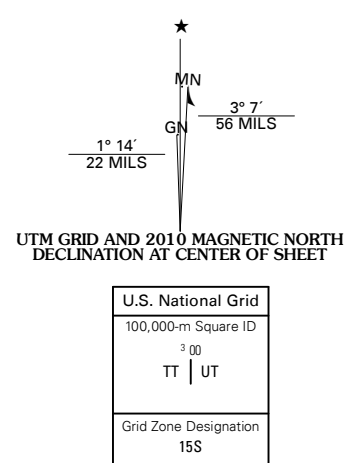 ★
MN
3° 7´
56 MILS
GN
1° 14´
22 MILS
UTM GRID AND 2010 MAGNETIC NORTH
DECLINATION AT CENTER OF SHEET
U.S. National Grid
100,000-m Square ID
3 00
TT | UT
Grid Zone Designation
15S